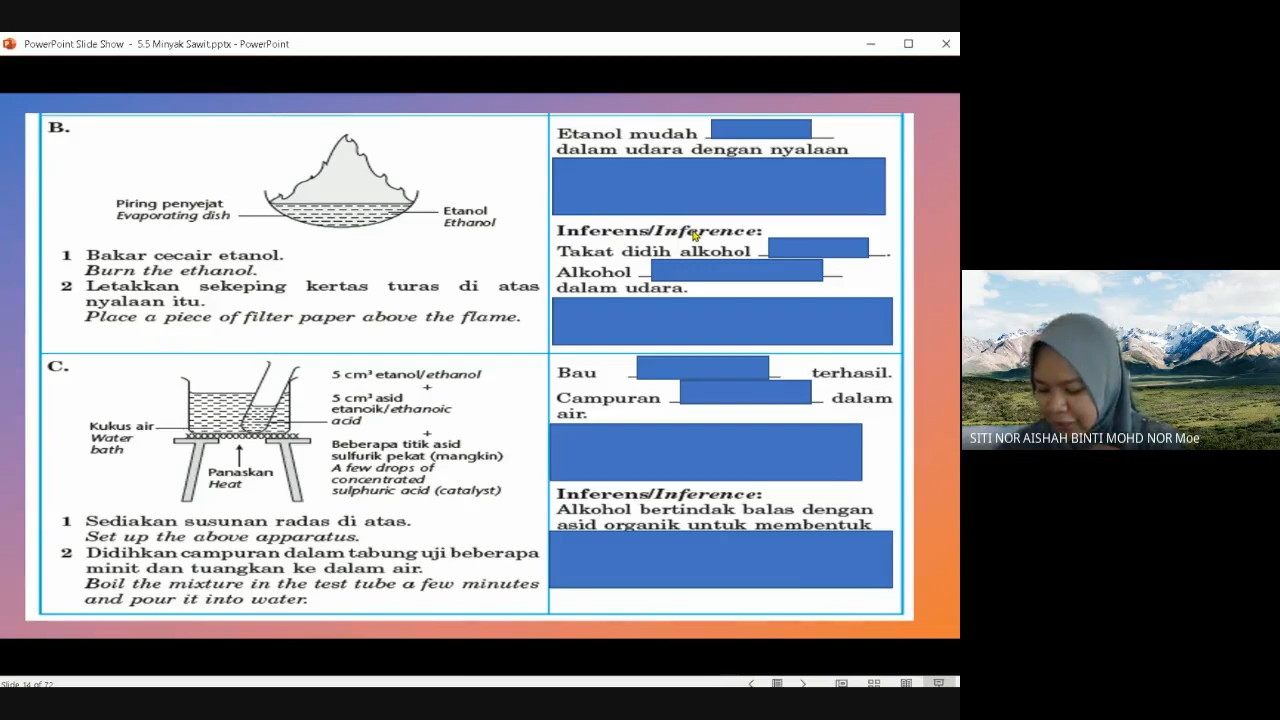 PowerPoint Slide Show - 5.5 Minyak Sawit.pptx - PowerPoint
B.
Piring penyejat
Evaporating dish
Etanol
Ethanol
1 Bakar cecair etanol.
Burn the ethanol.
2 Letakkan sekeping kertas turas di atas
nyalaan itu.
Place a piece of filter paper above the flame.
Etanol mudah
dalam udara dengan nyalaan
Inferens/Inference:
Takat didih alkohol .
Alkohol
dalam udara.
C.
5 cm³ etanol/ethanol
+
5 cm³ asid
etanoik/ethanoic
acid
+
Beberapa titik asid
sulfurik pekat (mangkin)
A few drops of
concentrated
sulphuric acid (catalyst)
Kukus air
Water
bath
Panaskan
Heat
1 Sediakan susunan radas di atas.
Set up the above apparatus.
2 Didihkan campuran dalam tabung uji beberapa
minit dan tuangkan ke dalam air.
Boil the mixture in the test tube a few minutes
and pour it into water.
Bau terhasil.
Campuran dalam
air.
Inferens/Inference:
Alkohol bertindak balas dengan
asid organik untuk membentuk
SITI NOR AISHAH BINTI MOHD NOR Moe
Slide 14 of 72